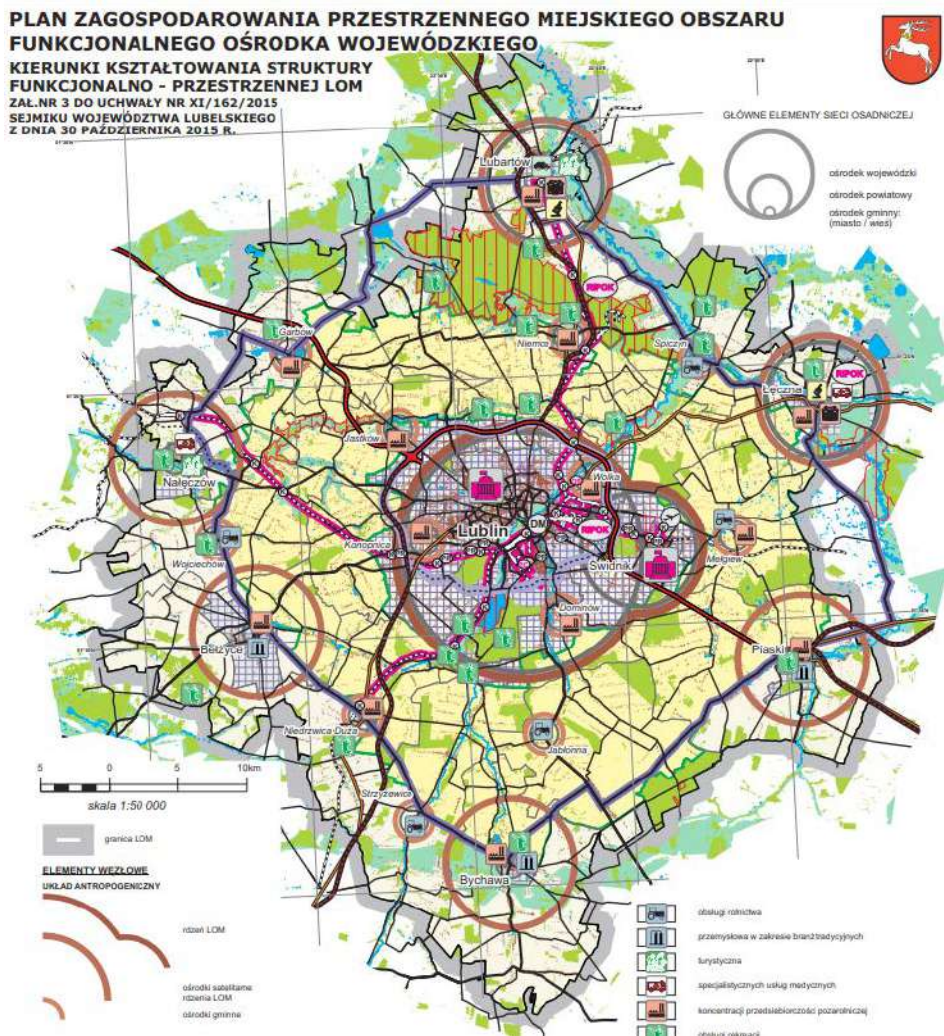 PLAN ZAGOSPODAROWANIA PRZESTRZENNEGO MIEJSKIEGO OBSZARU
FUNKCJONALNEGO OŚRODKA WOJEWÓDZKIEGO
KIERUNKI KSZTAŁTOWANIA STRUKTURY
FUNKCJONALNO - PRZESTRZENNEJ LOM
ZAŁ.NR 3 DO UCHWAŁY NR XI/162/2015
SEJMIKU WOJEWÓDZTWA LUBELSKIEGO
Z DNIA 30 PAŹDZIERNIKA 2015 R.
GŁÓWNE ELEMENTY SIECI OSADNICZEJ
ośrodek wojewódzki
ośrodek powiatowy
ośrodek gminny:
(miasto / wieś)
Lubartów
RIPOK
Garbów
Niemce
Spiczyn
Łęczna
RIPOK
Jastków
Nałęczów
Wólka
Lublin
DM
RIPOK
Konopnica
Świdnik
Mełgiew
Wojciechów
Dominów
Bełżyce
Piaski
Niedrzwica Duża
Jabłonna
Strzyżewice
Bychawa
5 0 5 10km
skala 1:50 000
granica LOM
ELEMENTY WĘZŁOWE
UKŁAD ANTROPOGENICZNY
rdzeń LOM
ośrodki satelitarne
rdzenia LOM
ośrodki gminne
obsługi rolnictwa
przemysłowa w zakresie branż tradycyjnych
turystyczna
specjalistycznych usług medycznych
koncentracji przedsiębiorczości pozarolniczej
obsługi rekreacji